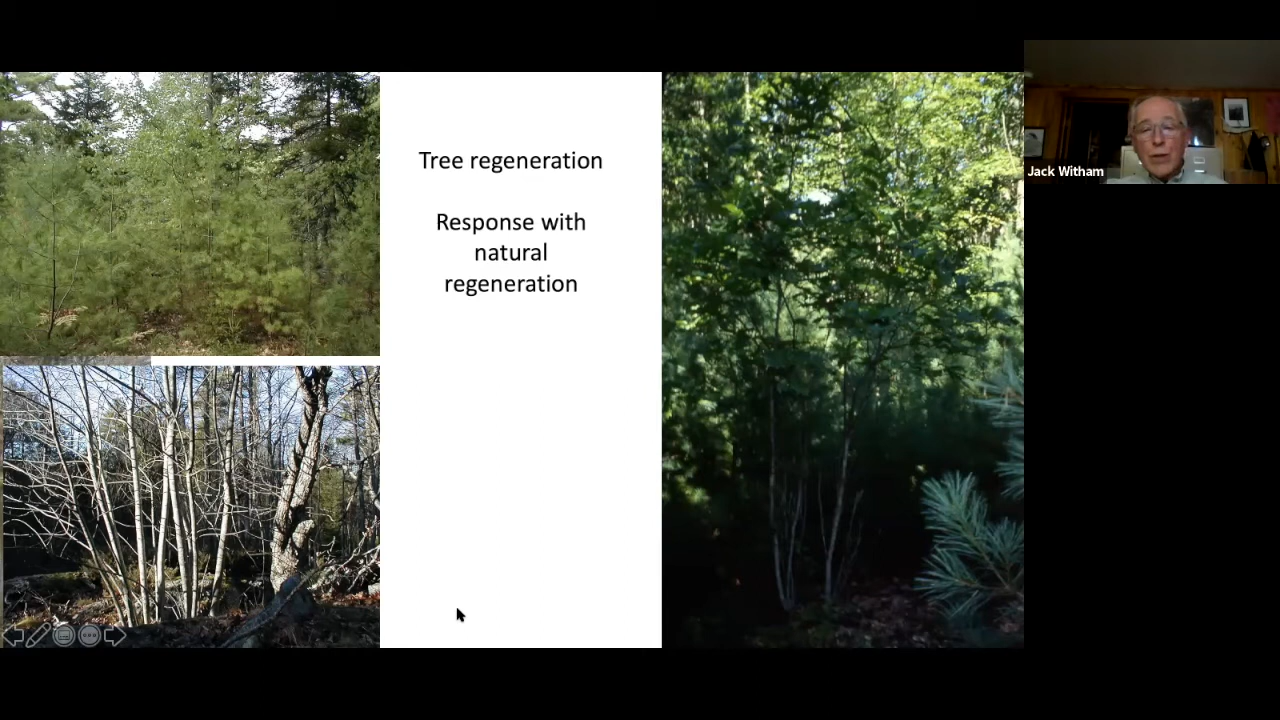 Tree regeneration
Response with
natural
regeneration
Jack Witham